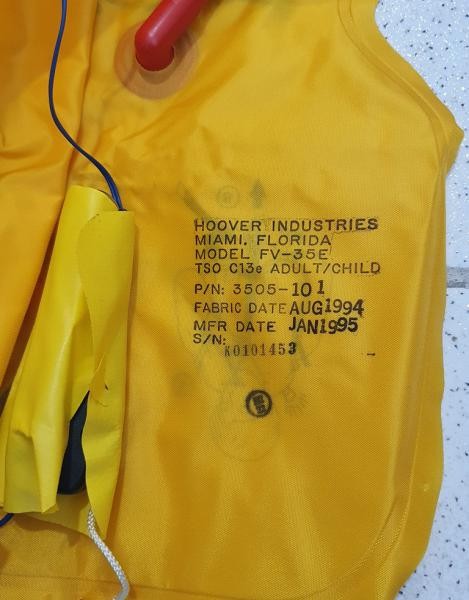 HOOVER INDUSTRIES
MIAMI, FLORIDA
MODEL FV-35E
TSO C13e ADULT/CHILD
P/N: 3505-101
FABRIC DATE AUG1994
MFR DATE JAN1995
S/N:
K0101453